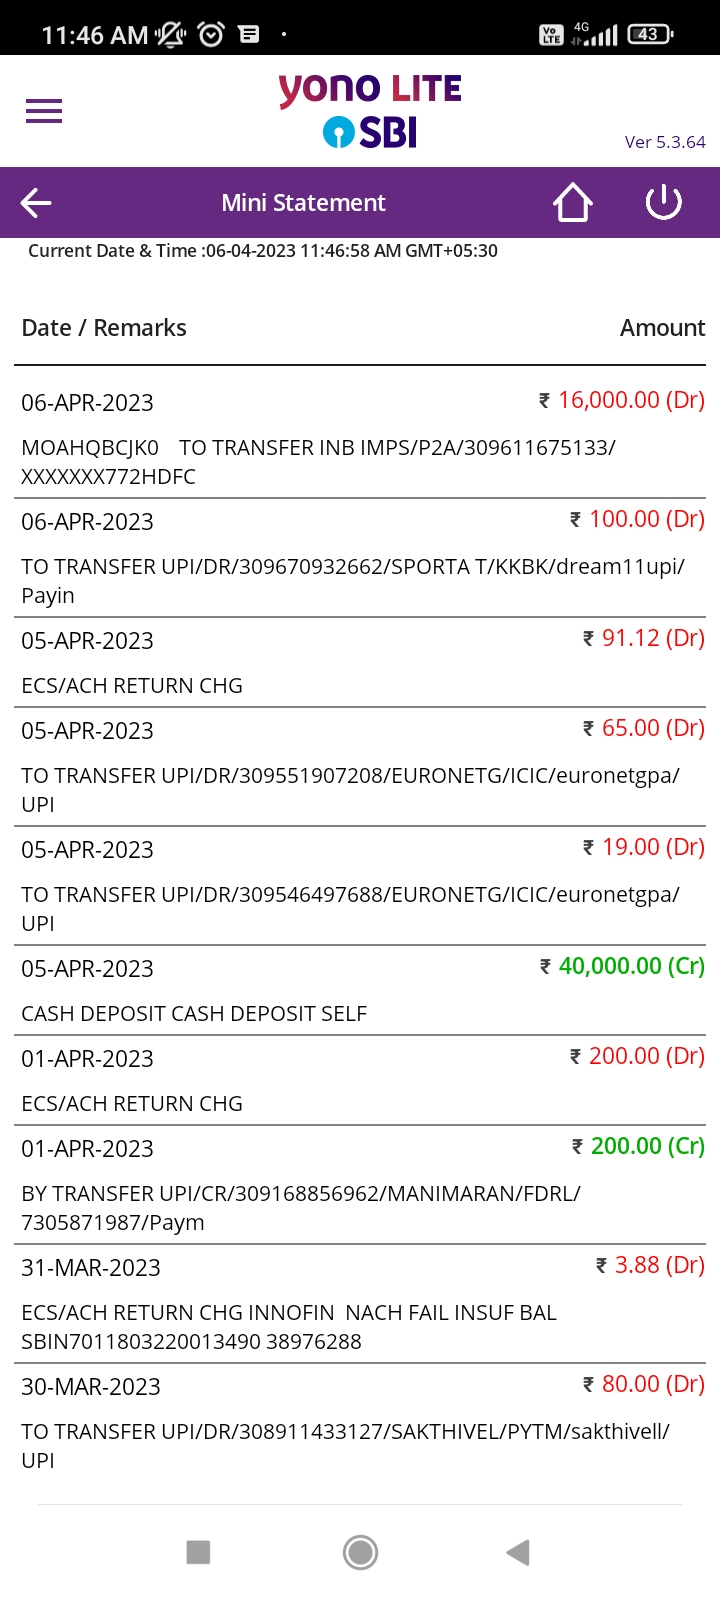 11:46 AM
Vo LTE 4G 43
yono LITE
SBI
Ver 5.3.64
Mini Statement
Current Date & Time :06-04-2023 11:46:58 AM GMT+05:30
Date / Remarks Amount
06-APR-2023 ₹ 16,000.00 (Dr)
MOAHQBCJK0 TO TRANSFER INB IMPS/P2A/309611675133/
XXXXXXX772HDFC
06-APR-2023 ₹ 100.00 (Dr)
TO TRANSFER UPI/DR/309670932662/SPORTA T/KKBK/dream11upi/
Payin
05-APR-2023 ₹ 91.12 (Dr)
ECS/ACH RETURN CHG
05-APR-2023 ₹ 65.00 (Dr)
TO TRANSFER UPI/DR/309551907208/EURONETG/ICIC/euronetgpa/
UPI
05-APR-2023 ₹ 19.00 (Dr)
TO TRANSFER UPI/DR/309546497688/EURONETG/ICIC/euronetgpa/
UPI
05-APR-2023 ₹ 40,000.00 (Cr)
CASH DEPOSIT CASH DEPOSIT SELF
01-APR-2023 ₹ 200.00 (Dr)
ECS/ACH RETURN CHG
01-APR-2023 ₹ 200.00 (Cr)
BY TRANSFER UPI/CR/309168856962/MANIMARAN/FDRL/
7305871987/Paym
31-MAR-2023 ₹ 3.88 (Dr)
ECS/ACH RETURN CHG INNOFIN NACH FAIL INSUF BAL
SBIN7011803220013490 38976288
30-MAR-2023 ₹ 80.00 (Dr)
TO TRANSFER UPI/DR/308911433127/SAKTHIVEL/PYTM/sakthivell/
UPI